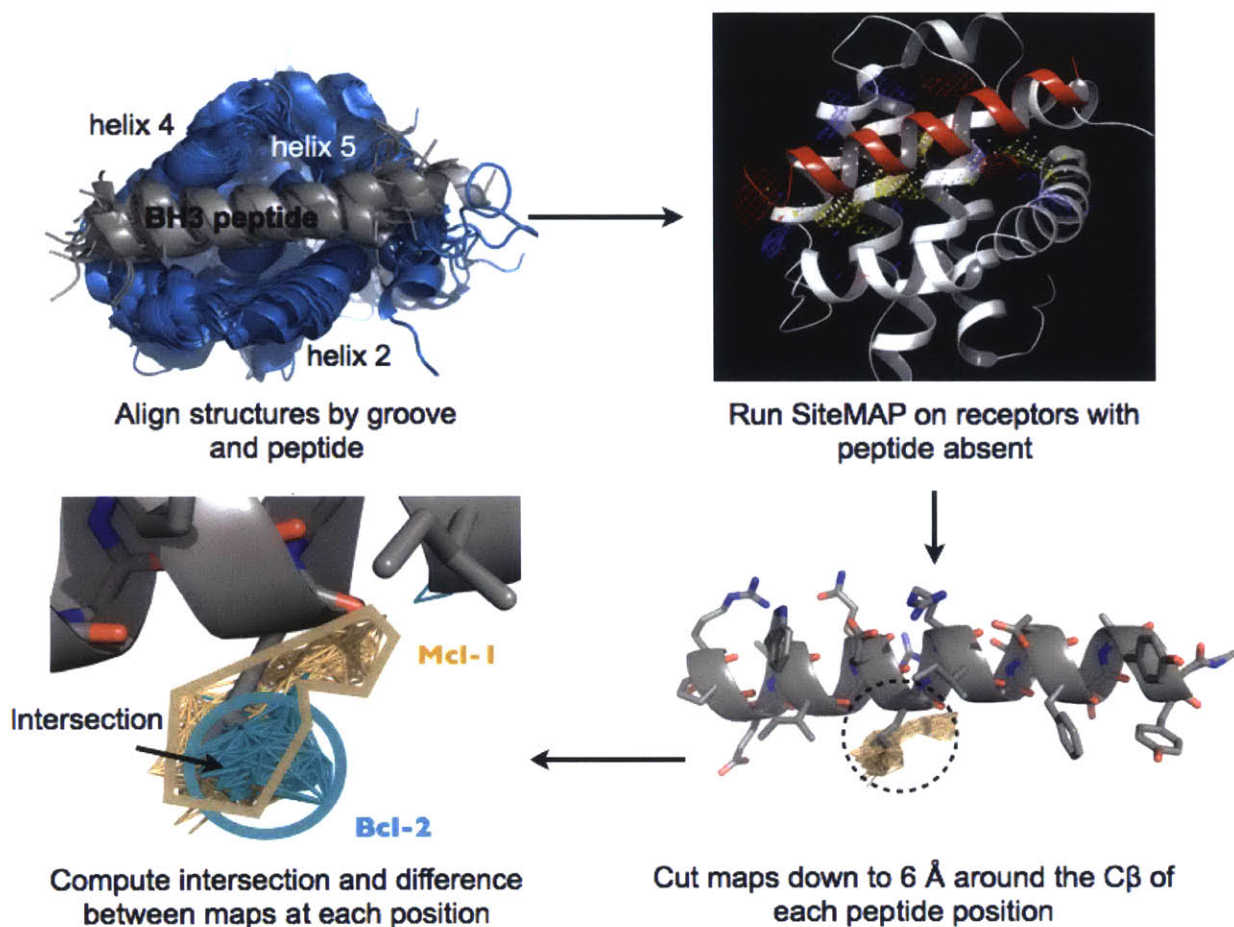 helix 4
helix 5
BH3 peptide
helix 2
Align structures by groove
and peptide
Run SiteMAP on receptors with
peptide absent
Mcl-1
Intersection
Bcl-2
Compute intersection and difference
between maps at each position
Cut maps down to 6 Å around the Cβ of
each peptide position